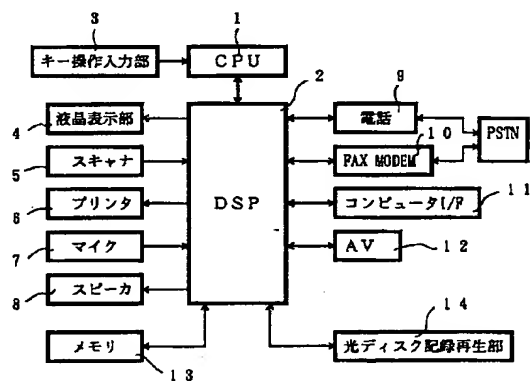 3
1
キー操作入力部
CPU
2
9
4
液晶表示部
電話
10
PSTN
5
スキャナ
FAX MODEM
6
プリンタ
DSP
コンピュータI/F
11
7
マイク
AV
12
8
スピーカ
14
メモリ
13
光ディスク記録再生部